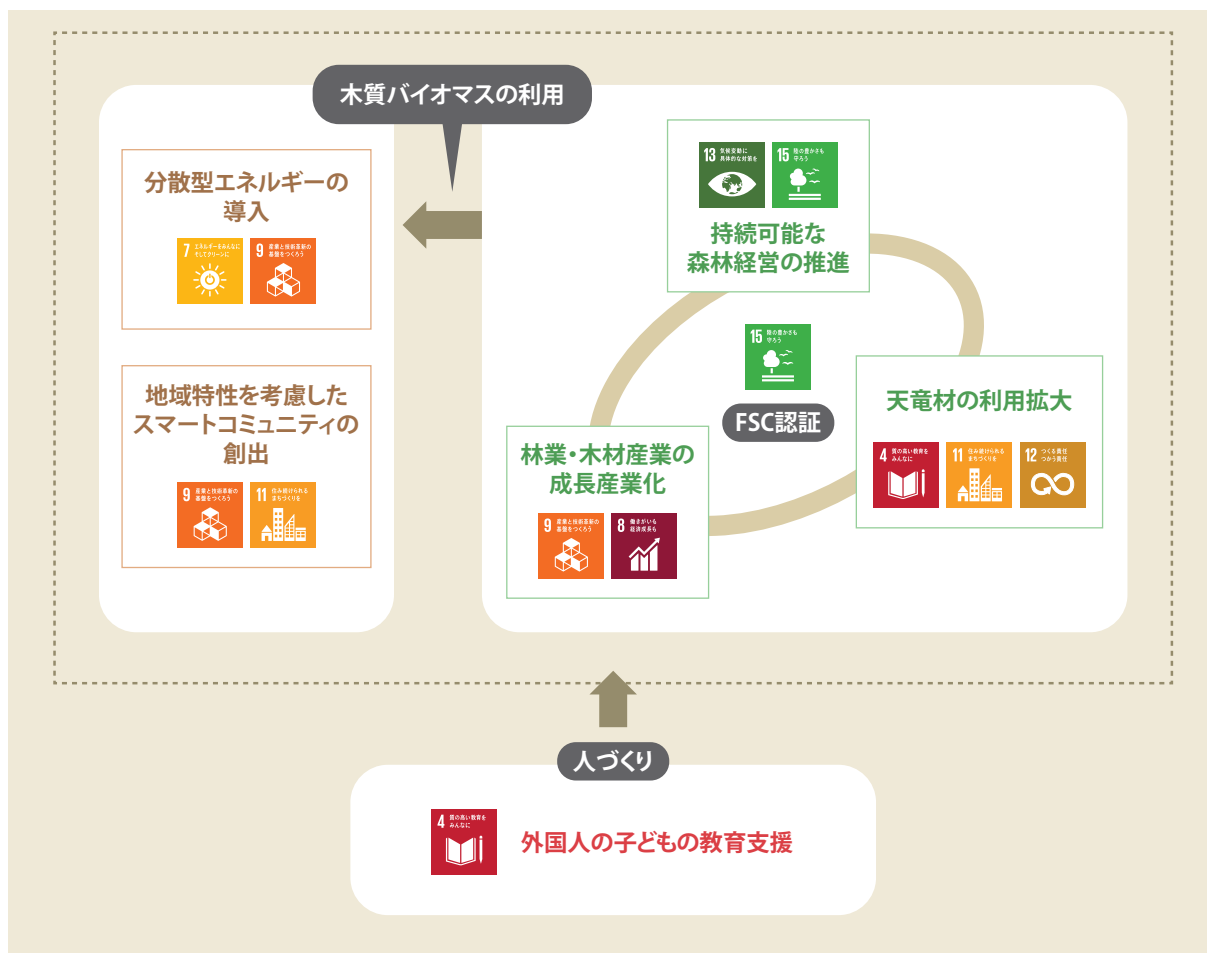 木質バイオマスの利用
分散型エネルギーの
導入
7 エネルギーをみんなに
そしてクリーンに
9 産業と技術革新の
基盤をつくろう
地域特性を考慮した
スマートコミュニティの
創出
9 産業と技術革新の
基盤をつくろう
11 住み続けられる
まちづくりを
13 気候変動に
具体的な対策を
15 陸の豊かさも
守ろう
持続可能な
森林経営の推進
15 陸の豊かさも
守ろう
FSC認証
天竜材の利用拡大
4 質の高い教育を
みんなに
11 住み続けられる
まちづくりを
12 つくる責任
つかう責任
林業・木材産業の
成長産業化
9 産業と技術革新の
基盤をつくろう
8 働きがいも
経済成長も
人づくり
4 質の高い教育を
みんなに
外国人の子どもの教育支援